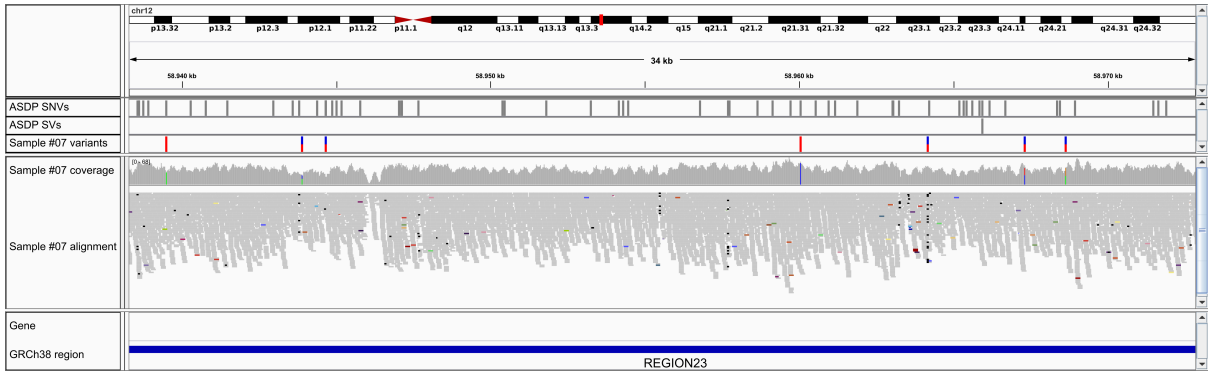 chr12
p13.32 p13.2 p12.3 p12.1 p11.22 p11.1 q12 q13.11 q13.13 q13.3 q14.2 q15 q21.1 q21.2 q21.31 q21.32 q22 q23.1 q23.2 q23.3 q24.11 q24.21 q24.31 q24.32
34 kb
58.940 kb 58.950 kb 58.960 kb 58.970 kb
ASDP SNVs
ASDP SVs
Sample #07 variants
Sample #07 coverage
[0 - 68]
Sample #07 alignment
Gene
GRCh38 region
REGION23